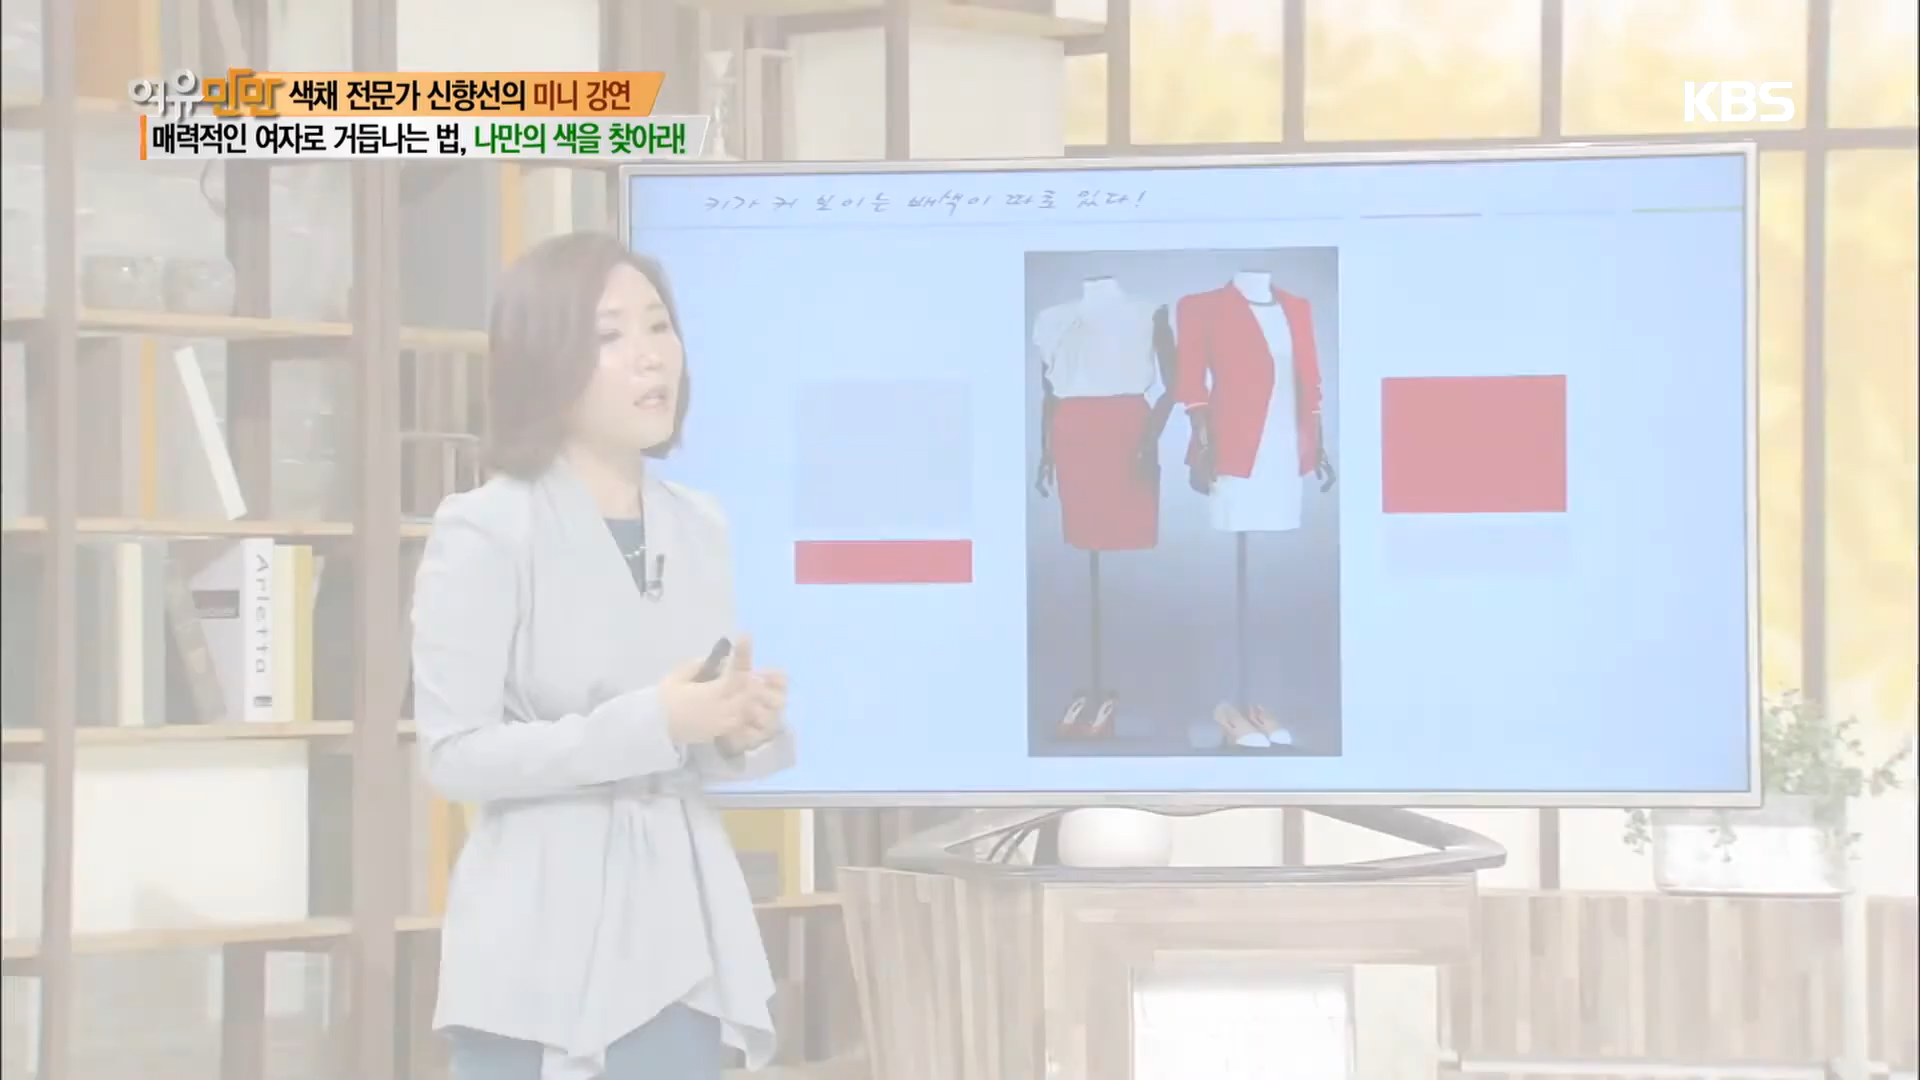 여유만만 색채 전문가 신향선의 미니 강연
KBS
매력적인 여자로 거듭나는 법, 나만의 색을 찾아라!
키가 커 보이는 배색이 따로 있다!
Arletta